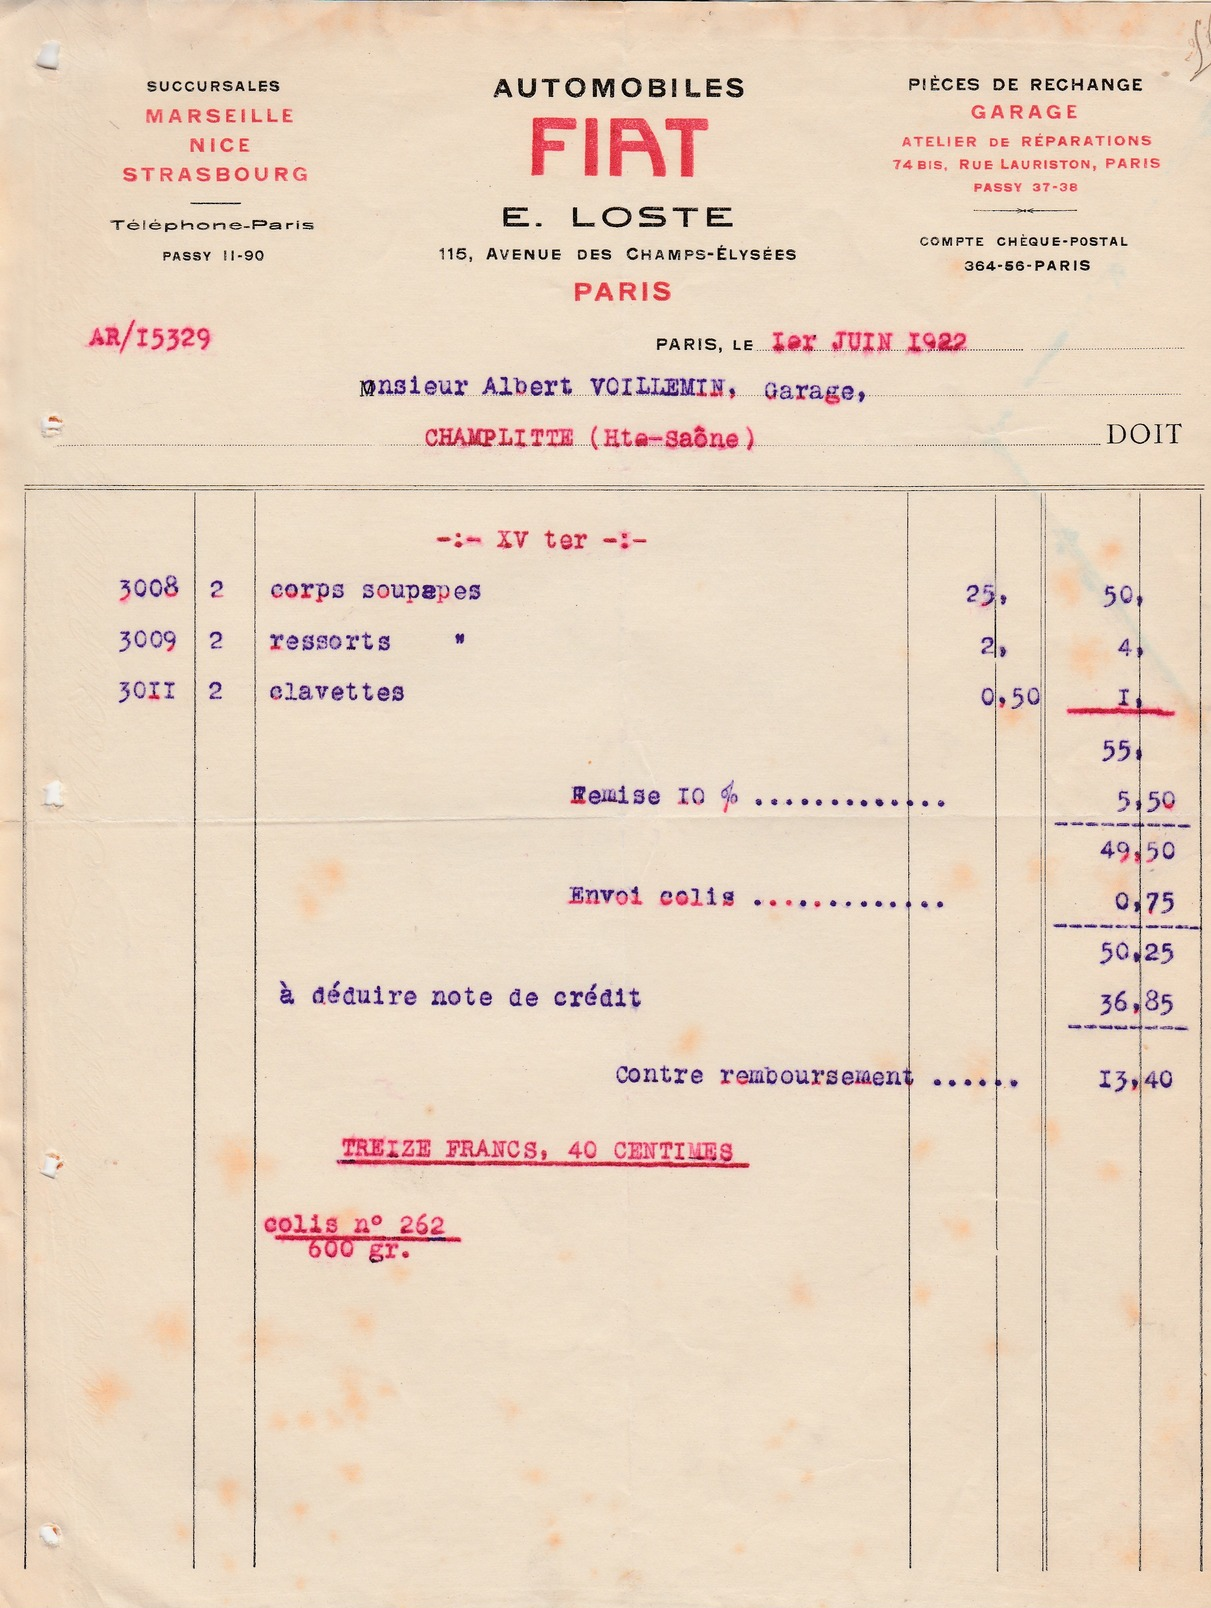 SUCCURSALES
MARSEILLE
NICE
STRASBOURG
Téléphone-Paris
PASSY 11-90
AUTOMOBILES
FIAT
E. LOSTE
115, AVENUE DES CHAMPS-ÉLYSÉES
PARIS
PIÈCES DE RECHANGE
GARAGE
ATELIER DE RÉPARATIONS
74 BIS, RUE LAURISTON, PARIS
PASSY 37-38
COMPTE CHÈQUE-POSTAL
364-56-PARIS
AR/I5329
PARIS, LE Ier JUIN I922
Monsieur Albert VOILLEMIN, Garage,
CHAMPLITTE (Hte-Saône) DOIT
-:- XV ter -:-
3008 2 corps soupapes 25, 50,
3009 2 ressorts " 2, 4,
30II 2 clavettes 0,50 I,
55,
Remise IO % ............. 5,50
49,50
Envoi colis ............. 0,75
50,25
à déduire note de crédit 36,85
Contre remboursement ...... I3,40
TREIZE FRANCS, 40 CENTIMES
colis n° 262
600 gr.